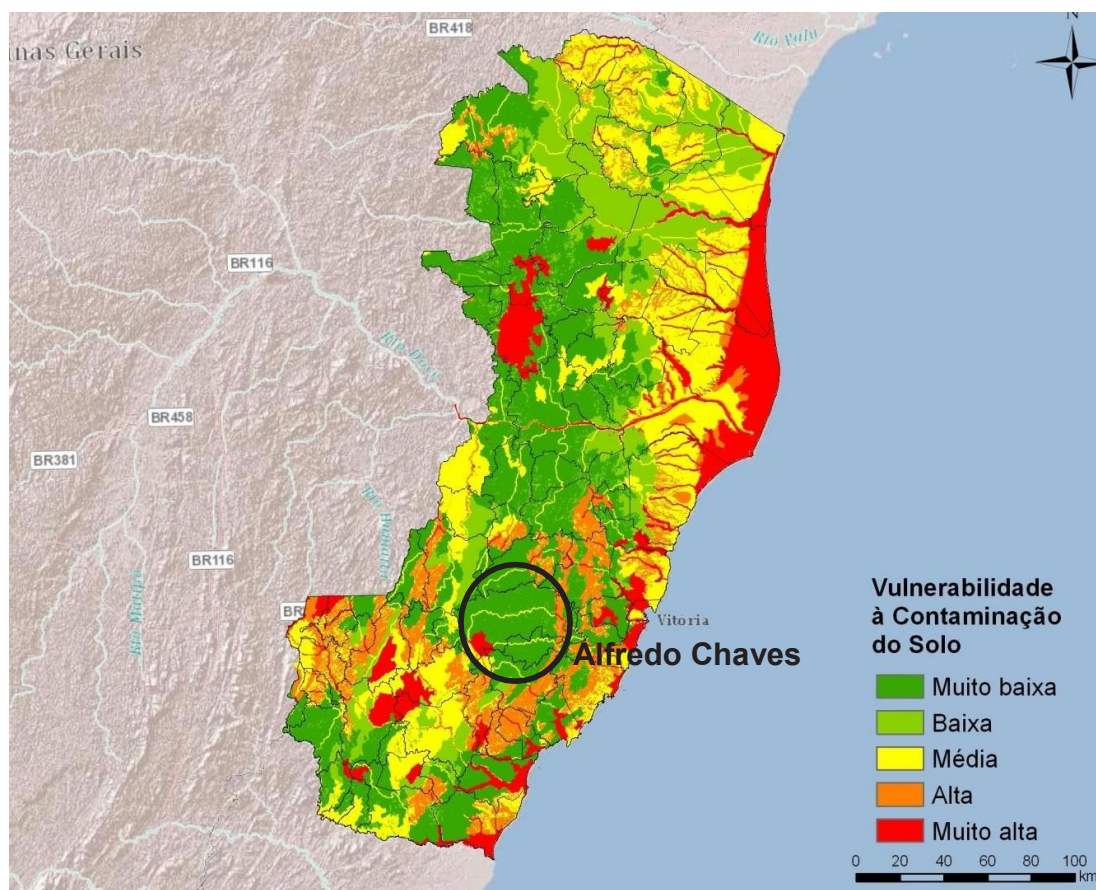 N
BR418
Rio Patu
inas Gerais
BR116
Rio Doce
BR458
BR381
BR116
BR
Vitoria
Alfredo Chaves
Vulnerabilidade
à Contaminação
do Solo
Muito baixa
Baixa
Média
Alta
Muito alta
0 20 40 60 80 100
km